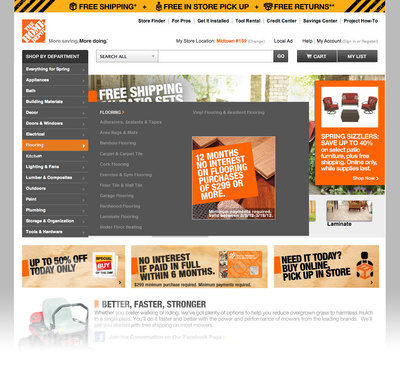 FREE SHIPPING* + FREE IN STORE PICK UP + FREE RETURNS**
THE HOME DEPOT
More saving. More doing.™
Store Finder For Pros Get It Installed Tool Rental Credit Center Savings Center Project How-To
My Store Location: Midtown #159 (Change) Local Ad Help My Account (Sign In or Register)
SHOP BY DEPARTMENT
SEARCH ALL
GO
CART
MY LIST
Everything for Spring
Appliances
Bath
Building Materials
Decor
Doors & Windows
Electrical
Flooring
Kitchen
Lighting & Fans
Lumber & Composites
Outdoors
Paint
Plumbing
Storage & Organization
Tools & Hardware
FREE SHIPPING
ON PATIO SETS
FLOORING
Adhesives, Sealants & Tapes
Area Rugs & Mats
Bamboo Flooring
Carpet & Carpet Tile
Cork Flooring
Exercise & Gym Flooring
Floor Tile & Wall Tile
Garage Flooring
Hardwood Flooring
Laminate Flooring
Under Floor Heating
Vinyl Flooring & Resilient Flooring
12 MONTHS
NO INTEREST
ON FLOORING
PURCHASES
OF $299 OR
MORE.
Minimum payments required.
SPRING SIZZLERS:
SAVE UP TO 40%
on select patio
furniture, plus free
shipping. Online only,
while supplies last.
Shop Now
Laminate
UP TO 50% OFF
TODAY ONLY
SPECIAL
BUY
NO INTEREST
IF PAID IN FULL
WITHIN 6 MONTHS.
$299 minimum purchase required. Minimum payments required.
NEED IT TODAY?
BUY ONLINE,
PICK UP IN STORE
BETTER, FASTER, STRONGER
Whether you prefer walking or riding, we've got plenty of options to help you reduce overgrown grass to harmless mulch
in a single pass. You'll do it faster and better with the power and performance of mowers from the leading brands. We'll
get you started with free shipping on most mowers.
Join the Conversation on Our Facebook Page